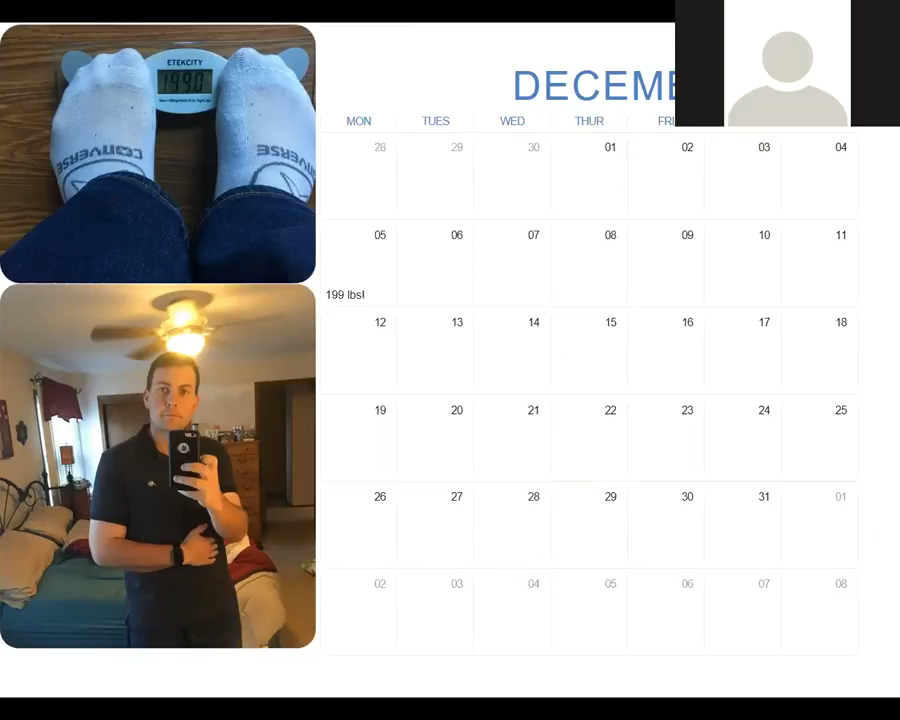 ETEKCITY
199.0
CONVERSE
CONVERSE
DECEM
MON TUES WED THUR FRI
28 29 30 01 02 03 04
05 06 07 08 09 10 11
199 lbs!
12 13 14 15 16 17 18
19 20 21 22 23 24 25
26 27 28 29 30 31 01
02 03 04 05 06 07 08